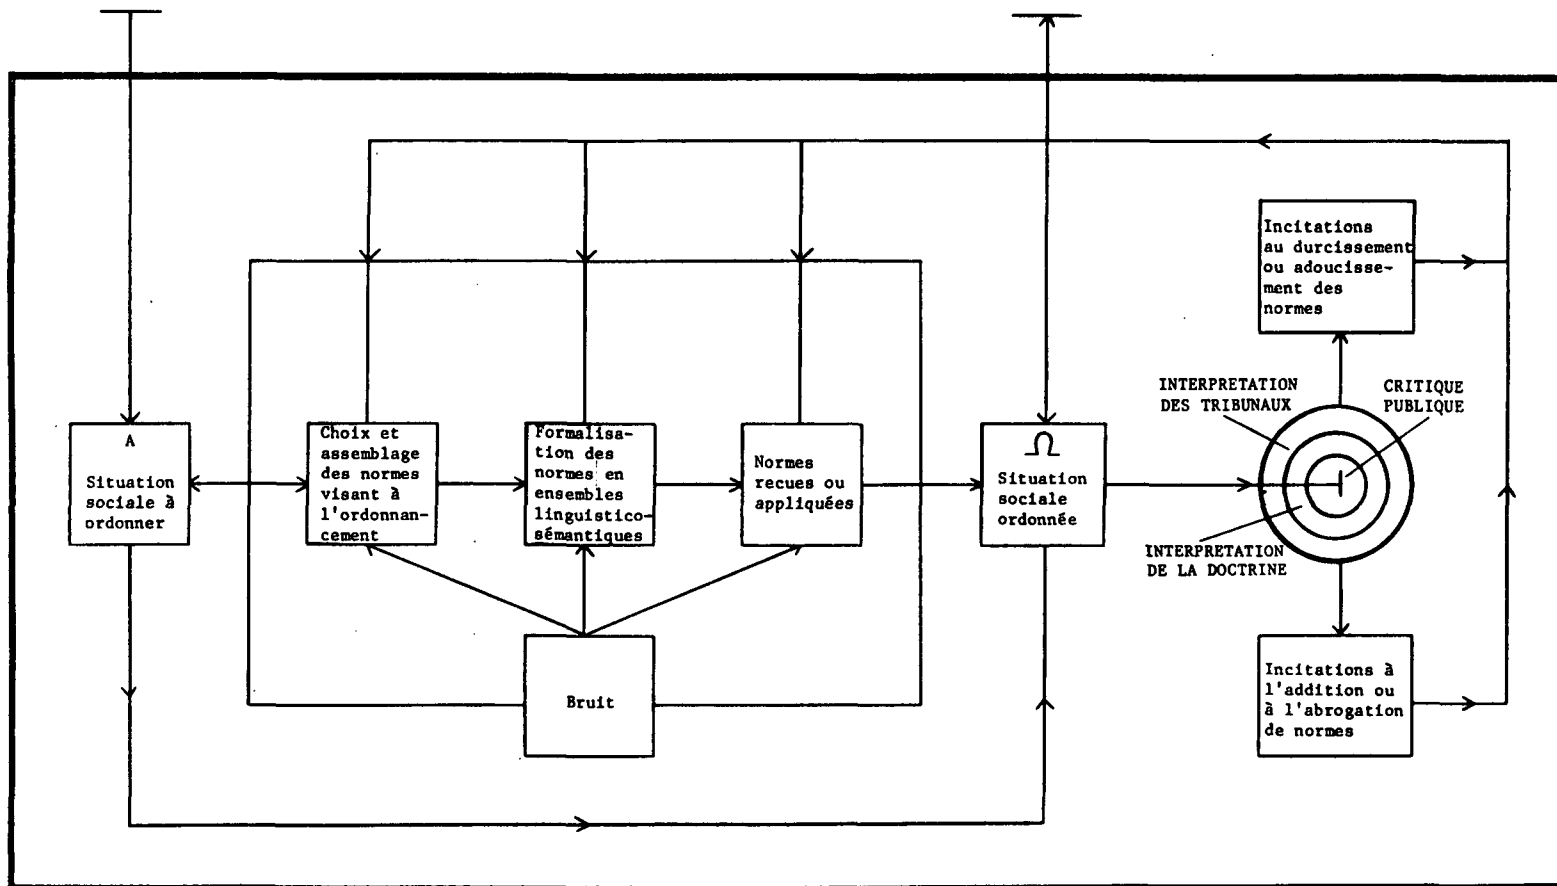 Incitations
au durcissement
ou adoucisse-
ment des
normes
INTERPRETATION
DES TRIBUNAUX
CRITIQUE
PUBLIQUE
A
Situation
sociale à
ordonner
Choix et
assemblage
des normes
visant à
l'ordonnan-
cement
Formalisa-
tion des
normes en
ensembles
linguistico-
sémantiques
Normes
recues ou
appliquées
Ω
Situation
sociale
ordonnée
INTERPRETATION
DE LA DOCTRINE
Bruit
Incitations à
l'addition ou
à l'abrogation
de normes